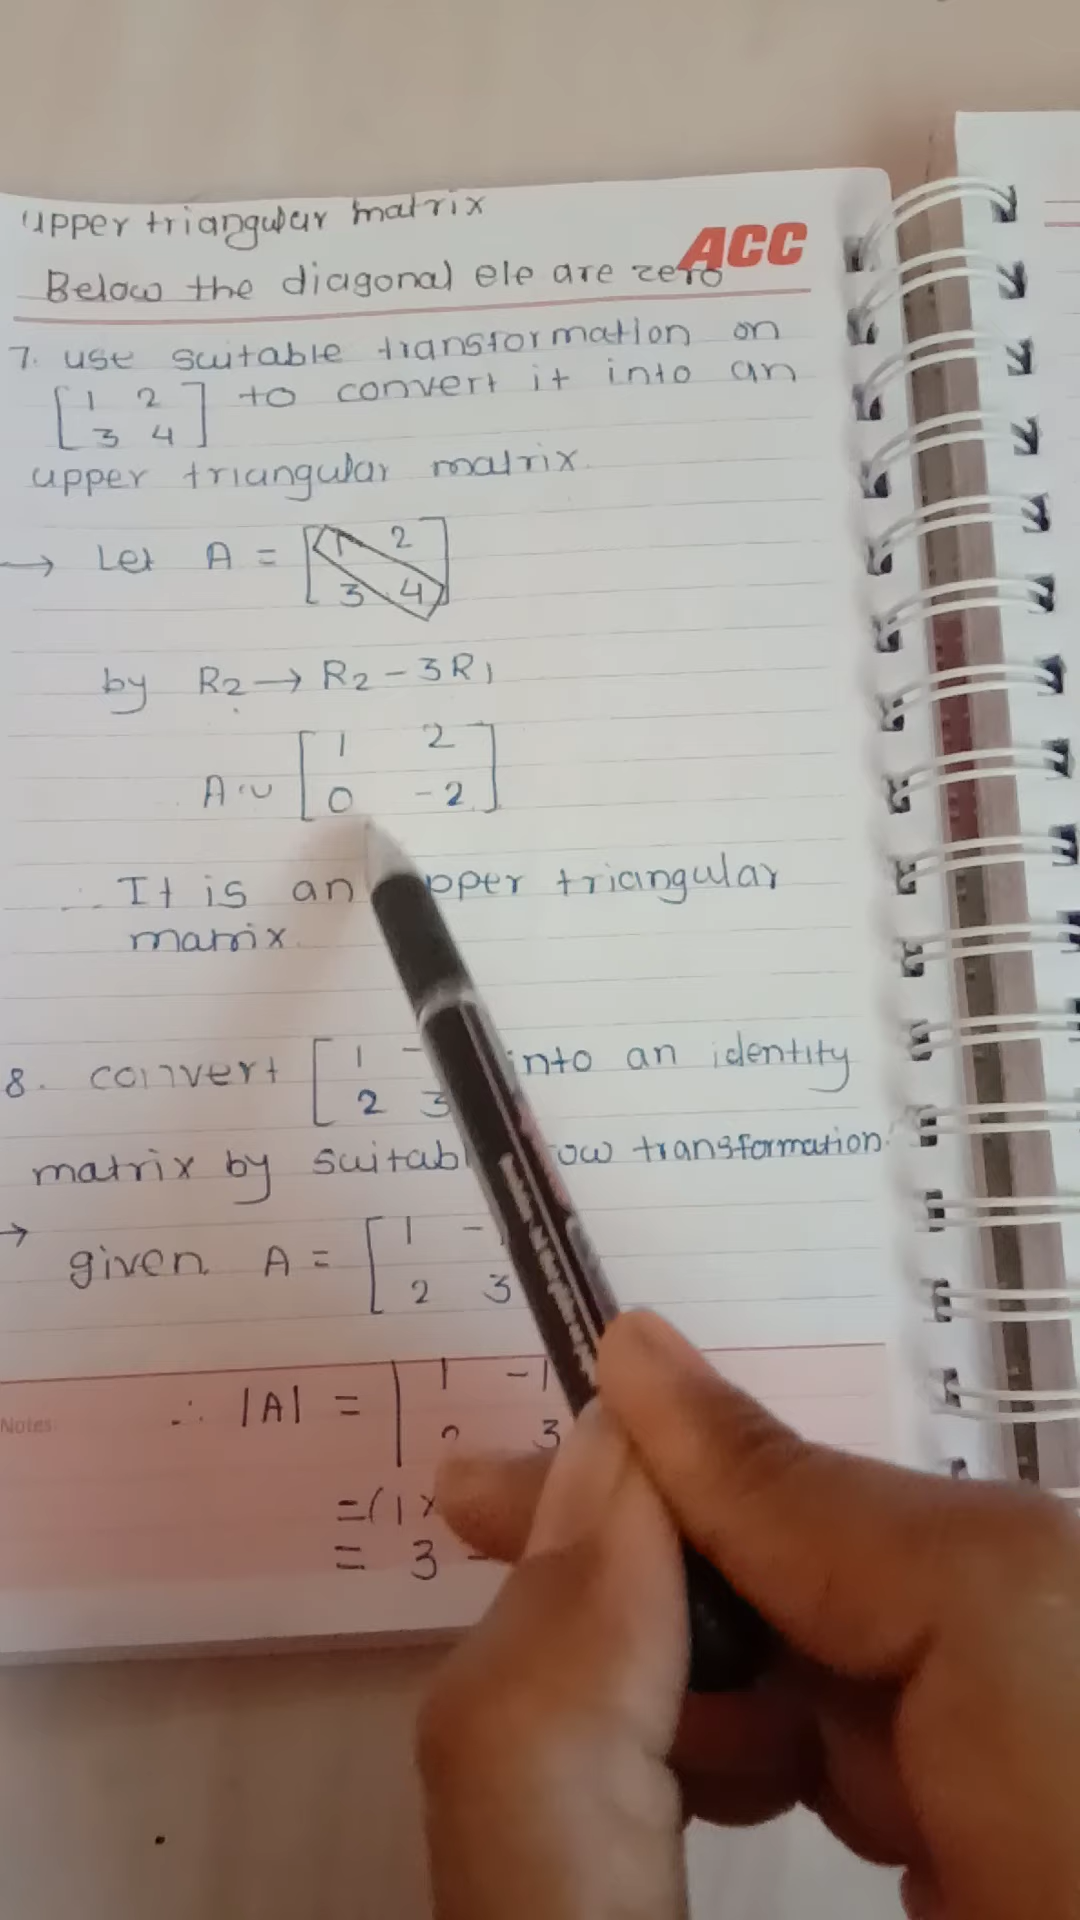 upper triangular matrix
ACC
Below the diagonal ele are zero
7. use suitable transformation on
[1 2
3 4] to convert it into an
upper triangular matrix.
→ Let A = [1 2
3 4]
by R2 → R2 - 3R1
A ~ [1 2
0 -2]
∴ It is an upper triangular
matrix.
8. convert [1 -
2 3 into an identity
matrix by suitab row transformation.
→ given A = [1 -
2 3
Notes
∴ |A| = | 1 -1
3
= (1 ×
= 3 -